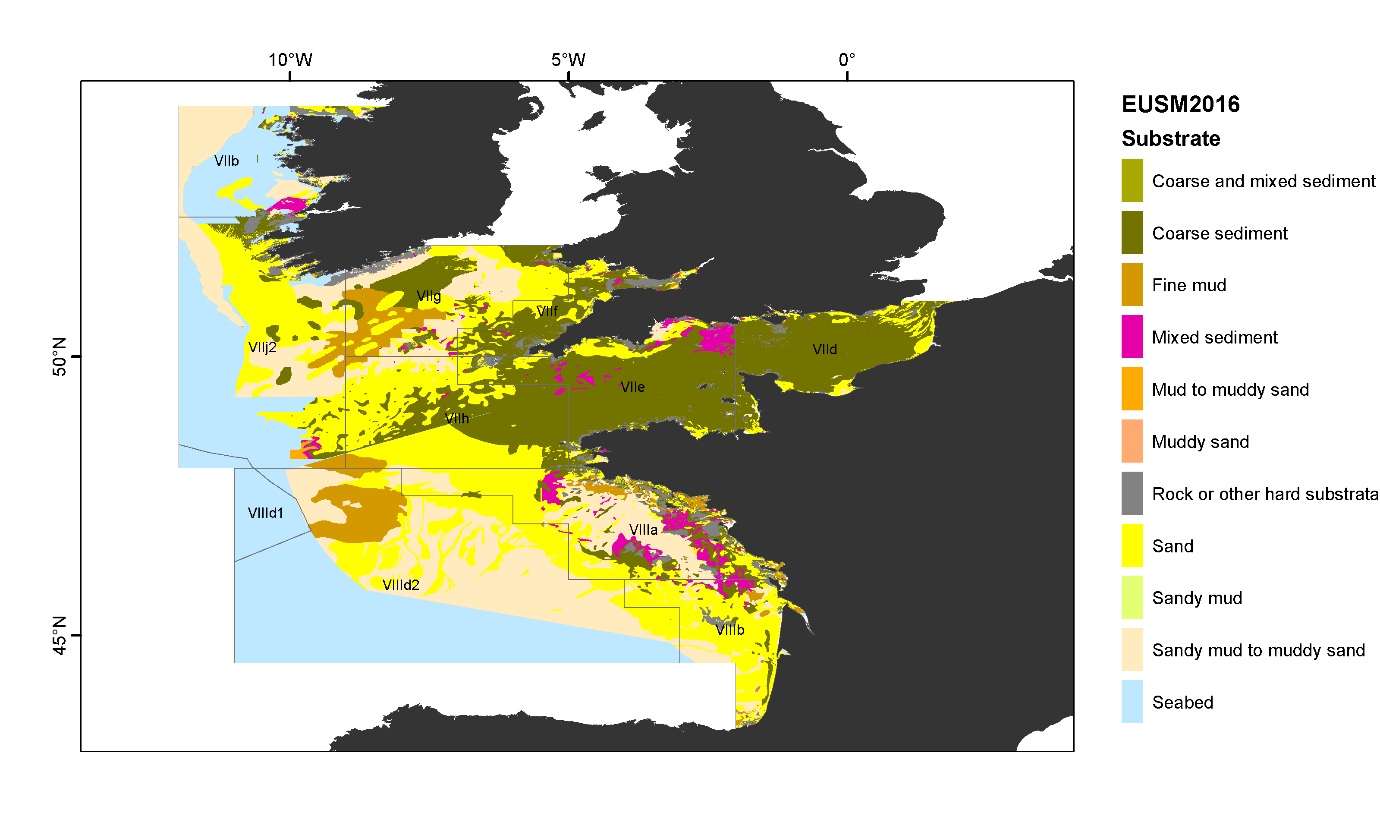 10°W 5°W 0°
EUSM2016
Substrate
Coarse and mixed sediment
Coarse sediment
Fine mud
Mixed sediment
Mud to muddy sand
Muddy sand
Rock or other hard substrata
Sand
Sandy mud
Sandy mud to muddy sand
Seabed
50°N
45°N
VIIb
VIIg
VIIf
VIIj2
VIId
VIIe
VIIh
VIIId1
VIIIa
VIIId2
VIIIb